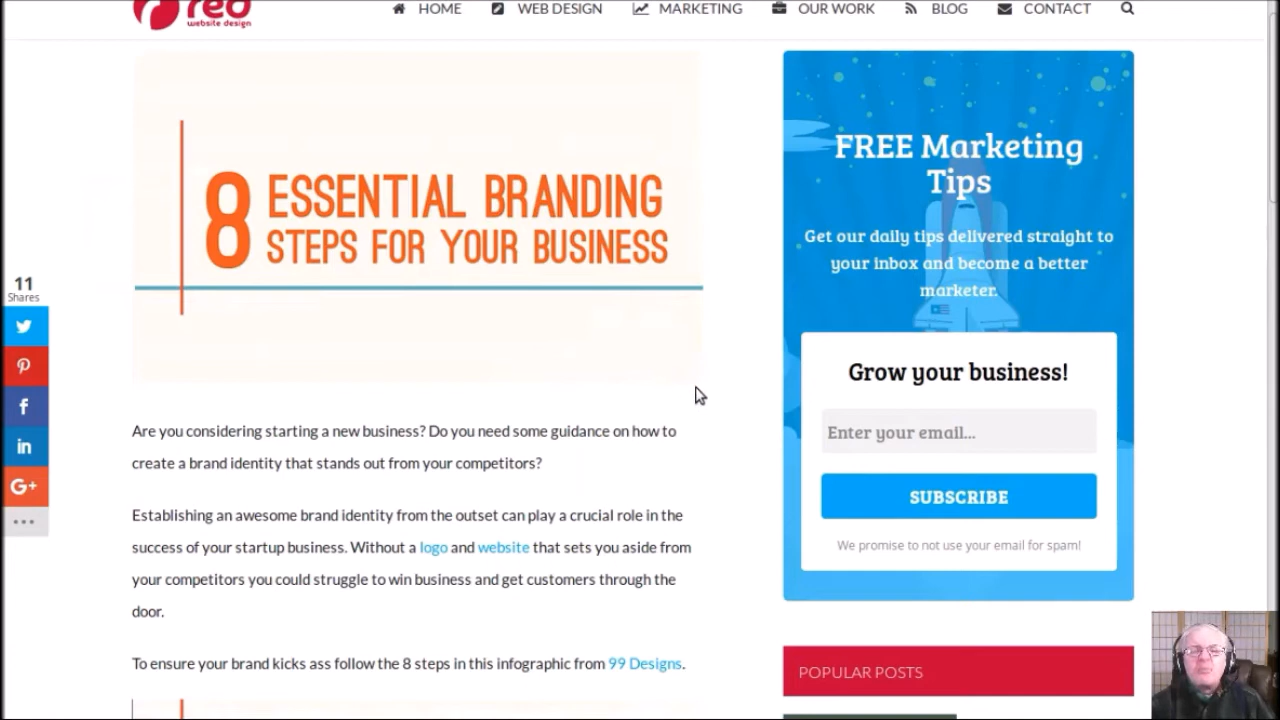 red
website design
HOME
WEB DESIGN
MARKETING
OUR WORK
BLOG
CONTACT
8 ESSENTIAL BRANDING
STEPS FOR YOUR BUSINESS
11
Shares
Are you considering starting a new business? Do you need some guidance on how to
create a brand identity that stands out from your competitors?
Establishing an awesome brand identity from the outset can play a crucial role in the
success of your startup business. Without a logo and website that sets you aside from
your competitors you could struggle to win business and get customers through the
door.
To ensure your brand kicks ass follow the 8 steps in this infographic from 99 Designs.
FREE Marketing
Tips
Get our daily tips delivered straight to
your inbox and become a better
marketer.
Grow your business!
Enter your email...
SUBSCRIBE
We promise to not use your email for spam!
POPULAR POSTS
f
in
G+